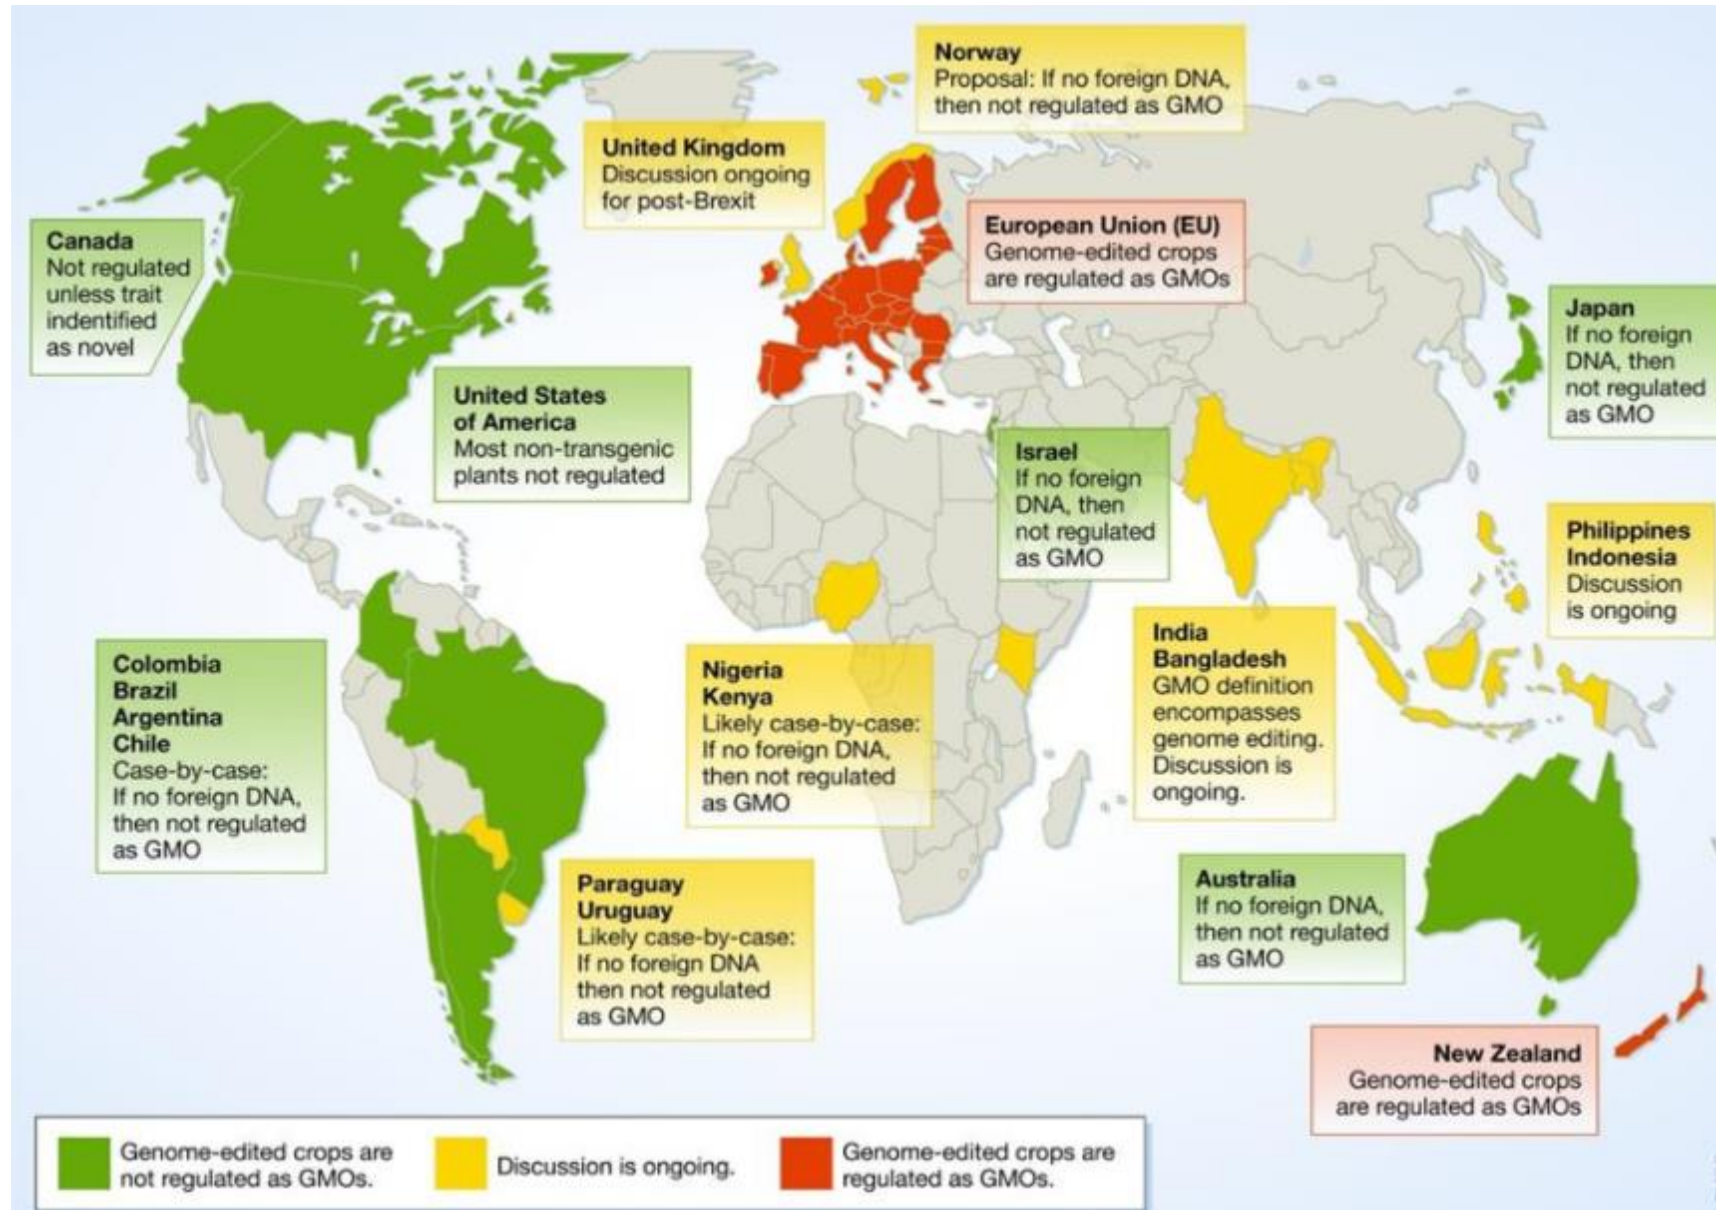 Norway
Proposal: If no foreign DNA,
then not regulated as GMO
United Kingdom
Discussion ongoing
for post-Brexit
European Union (EU)
Genome-edited crops
are regulated as GMOs
Canada
Not regulated
unless trait
indentified
as novel
Japan
If no foreign
DNA, then
not regulated
as GMO
United States
of America
Most non-transgenic
plants not regulated
Israel
If no foreign
DNA, then
not regulated
as GMO
Philippines
Indonesia
Discussion
is ongoing
Colombia
Brazil
Argentina
Chile
Case-by-case:
If no foreign DNA,
then not regulated
as GMO
Nigeria
Kenya
Likely case-by-case:
If no foreign DNA,
then not regulated
as GMO
India
Bangladesh
GMO definition
encompasses
genome editing.
Discussion is
ongoing.
Paraguay
Uruguay
Likely case-by-case:
If no foreign DNA
then not regulated
as GMO
Australia
If no foreign DNA,
then not regulated
as GMO
New Zealand
Genome-edited crops
are regulated as GMOs
Genome-edited crops are
not regulated as GMOs.
Discussion is ongoing.
Genome-edited crops are
regulated as GMOs.